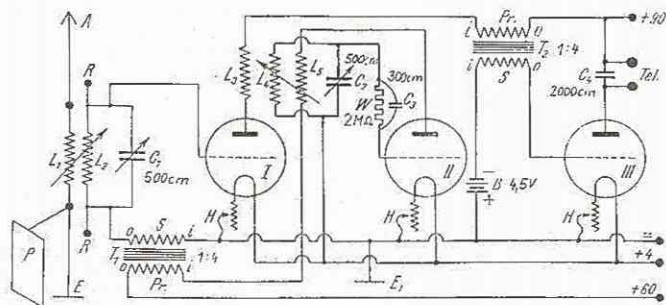 A
R
L₁
L₂
C₁
500cm
R
P
E
S
i
T₁
1:4
o
Pr.
i
L₃
L₄
L₅
500cm
C₂
W
2MΩ
300cm
C₃
I
II
III
H
H
H
E₁
i
Pr.
o
T₂ 1:4
i
S
o
B 4,5V
−
+
C₄
2000cm
+90
Tel.
=
+4
+60